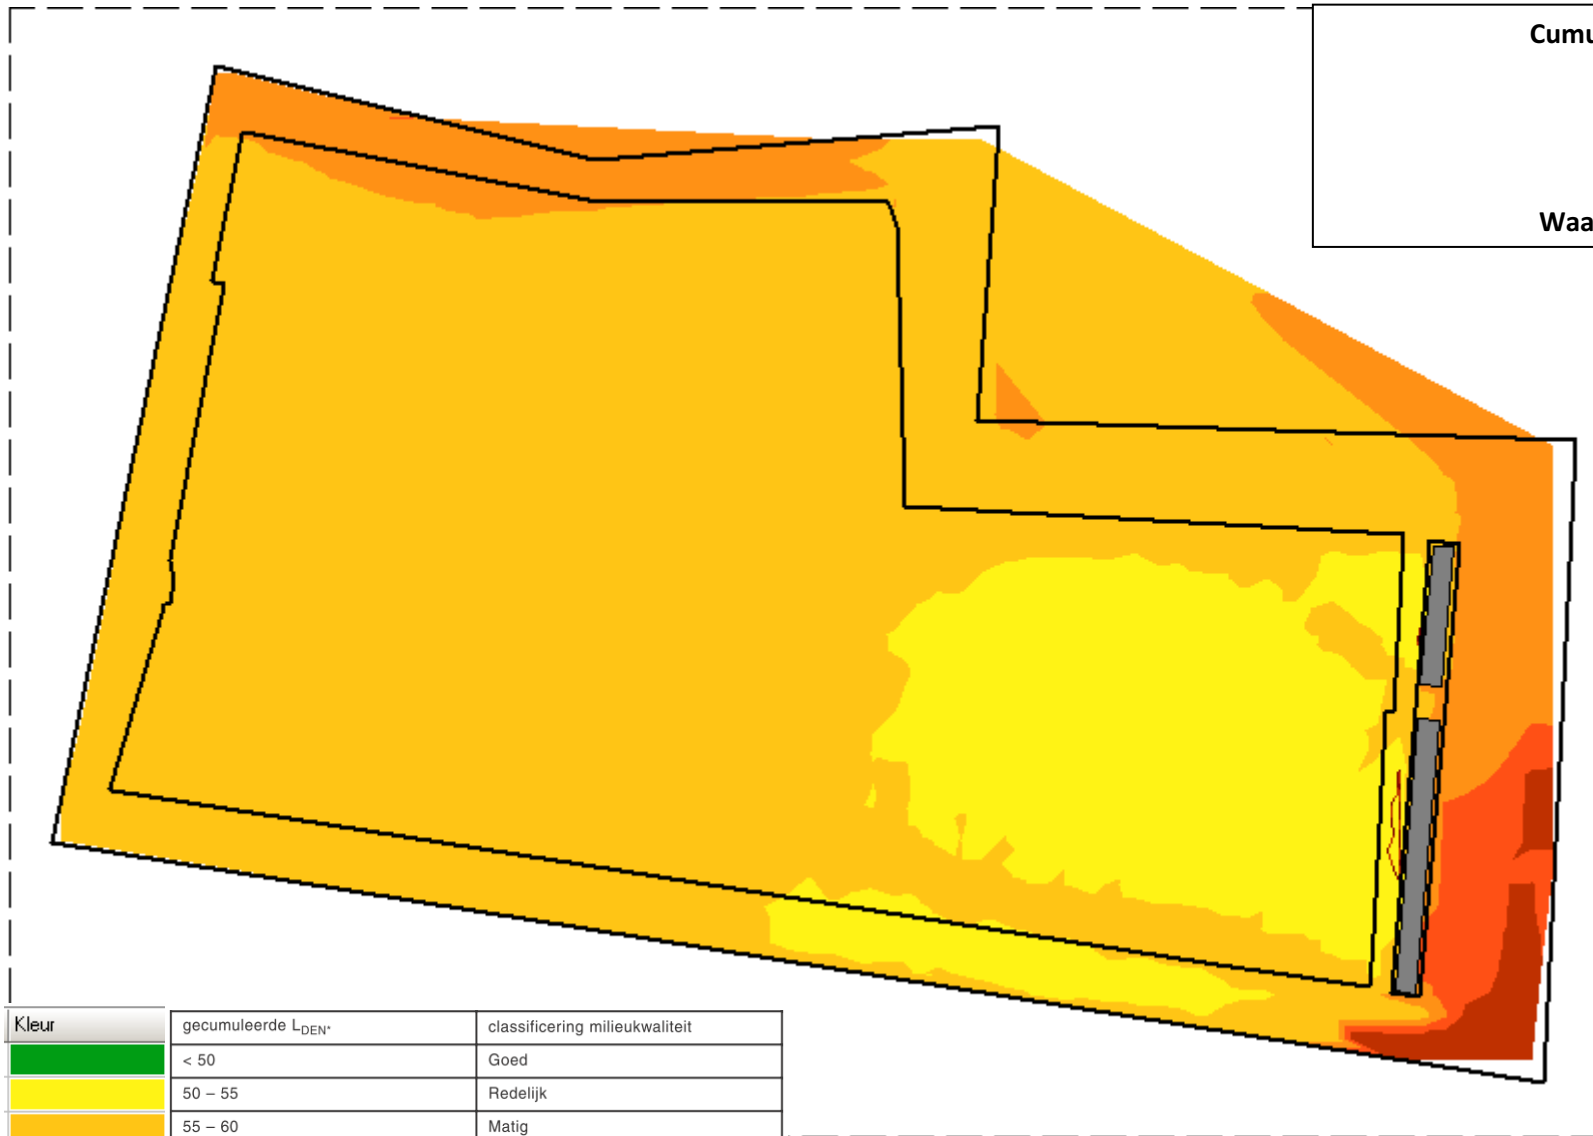 Cumu
Waa
Kleur gecumuleerde LDEN* classificering milieukwaliteit
< 50 Goed
50 – 55 Redelijk
55 – 60 Matig